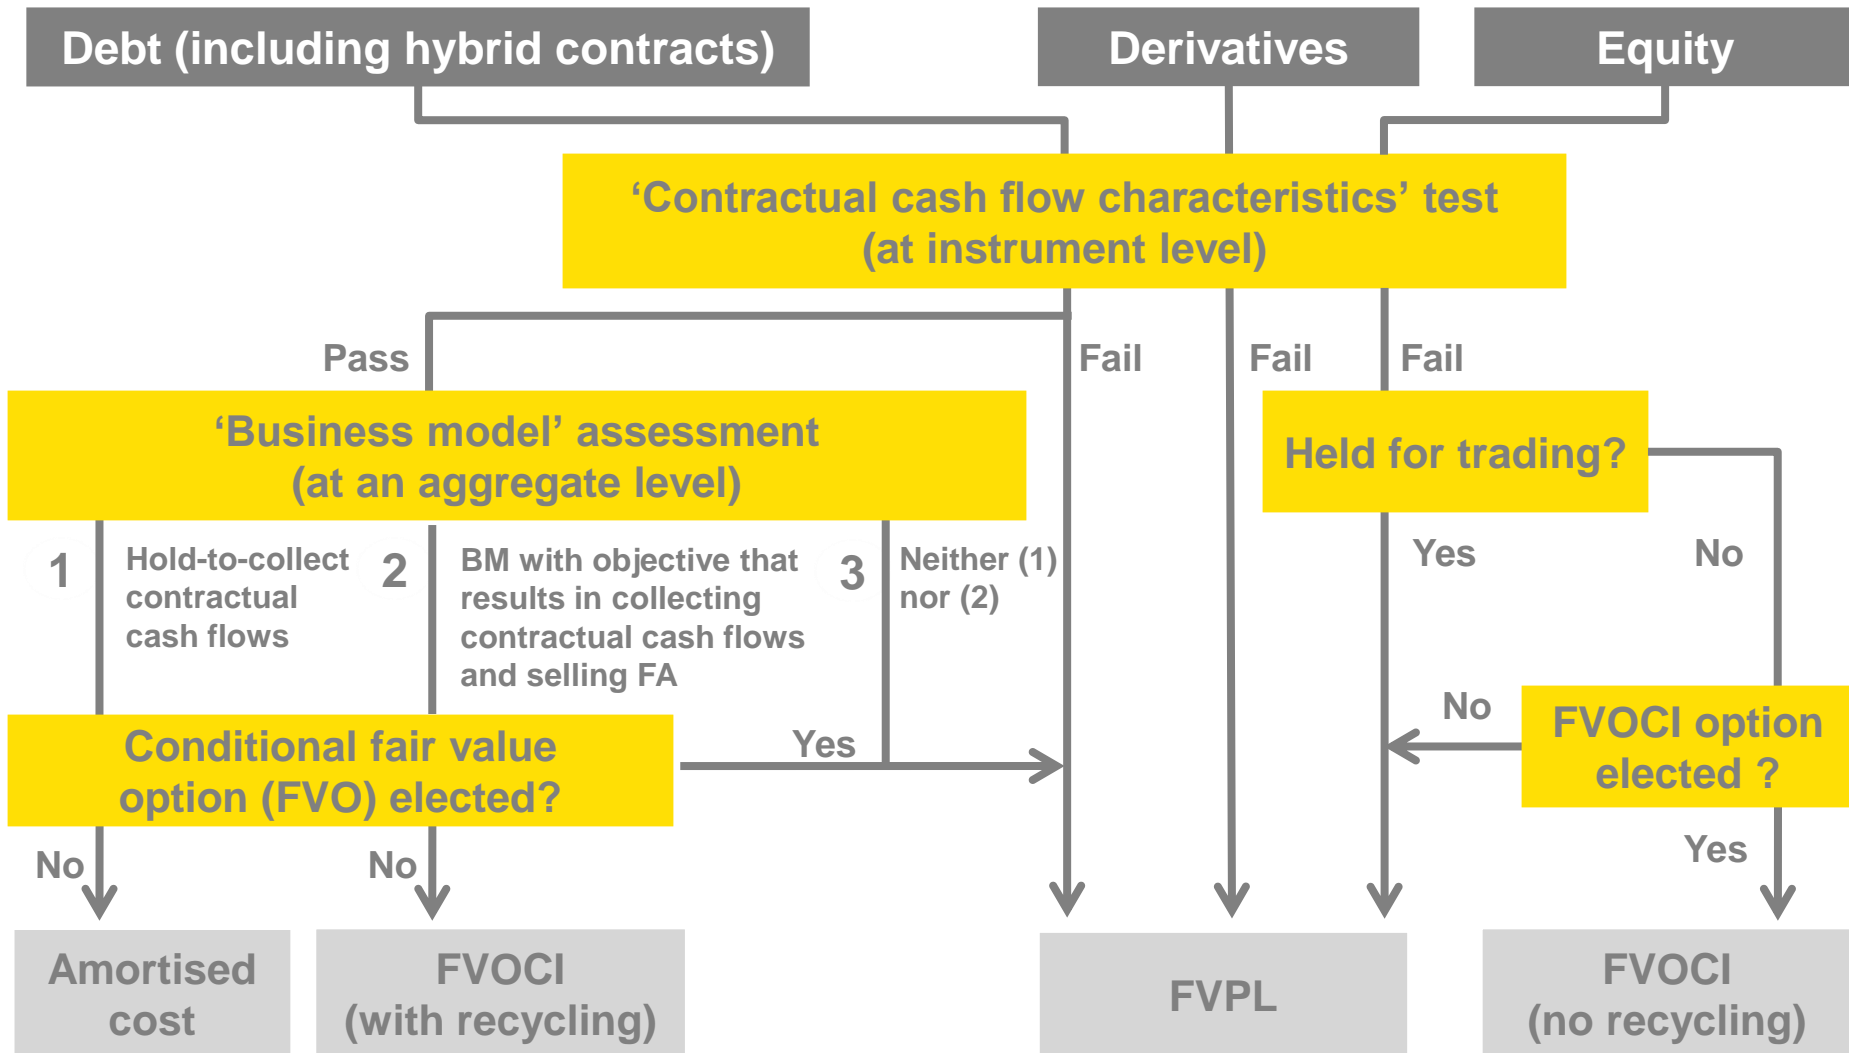 Debt (including hybrid contracts)
Derivatives
Equity
‘Contractual cash flow characteristics’ test
(at instrument level)
Pass
Fail
Fail
Fail
‘Business model’ assessment
(at an aggregate level)
Held for trading?
1
Hold-to-collect
contractual
cash flows
2
BM with objective that
results in collecting
contractual cash flows
and selling FA
3
Neither (1)
nor (2)
Yes
No
Conditional fair value
option (FVO) elected?
Yes
No
FVOCI option
elected ?
No
No
Yes
Amortised
cost
FVOCI
(with recycling)
FVPL
FVOCI
(no recycling)